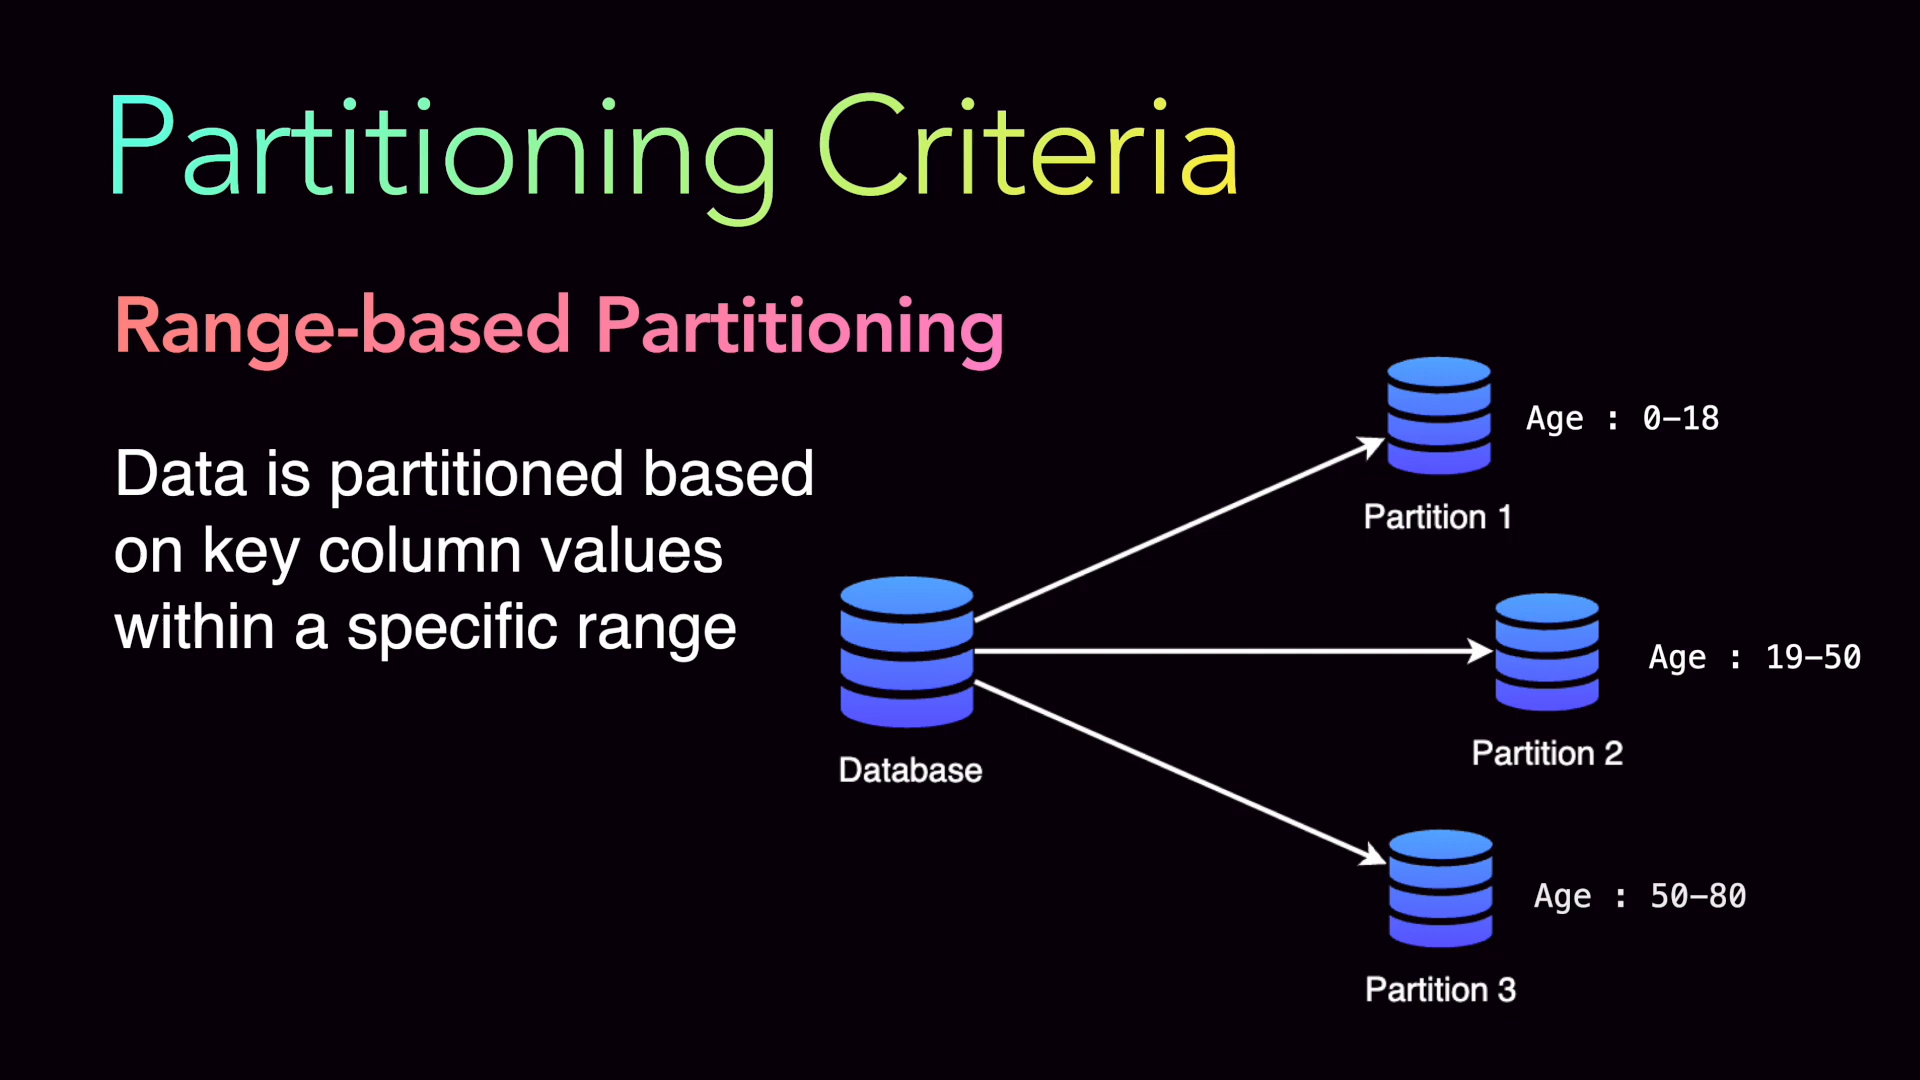 Partitioning Criteria
Range-based Partitioning
Data is partitioned based
on key column values
within a specific range
Database
Age : 0-18
Partition 1
Age : 19-50
Partition 2
Age : 50-80
Partition 3